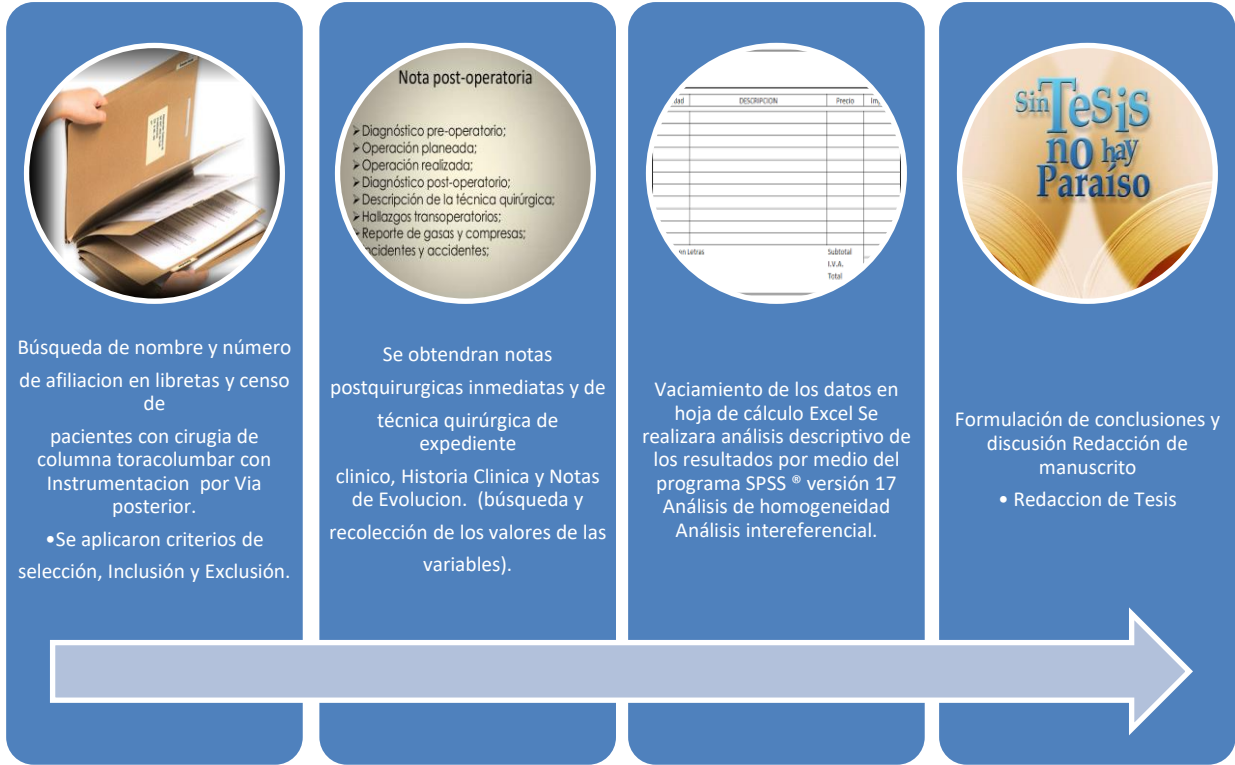 Búsqueda de nombre y número
de afiliacion en libretas y censo
de
pacientes con cirugia de
columna toracolumbar con
Instrumentacion por Via
posterior.
•Se aplicaron criterios de
selección, Inclusión y Exclusión.
Nota post-operatoria
➢Diagnóstico pre-operatorio;
➢Operación planeada;
➢Operación realizada;
➢Diagnóstico post-operatorio;
➢Descripción de la técnica quirúrgica;
➢Hallazgos transoperatorios;
➢Reporte de gasas y compresas;
ncidentes y accidentes;
Se obtendran notas
postquirurgicas inmediatas y de
técnica quirúrgica de
expediente
clinico, Historia Clinica y Notas
de Evolucion. (búsqueda y
recolección de los valores de las
variables).
dad DESCRIPCION Precio Im
en Letras Subtotal
I.V.A.
Total
Vaciamiento de los datos en
hoja de cálculo Excel Se
realizara análisis descriptivo de
los resultados por medio del
programa SPSS ® versión 17
Análisis de homogeneidad
Análisis intereferencial.
Sin Tesis
no hay
Paraíso
Formulación de conclusiones y
discusión Redacción de
manuscrito
• Redaccion de Tesis